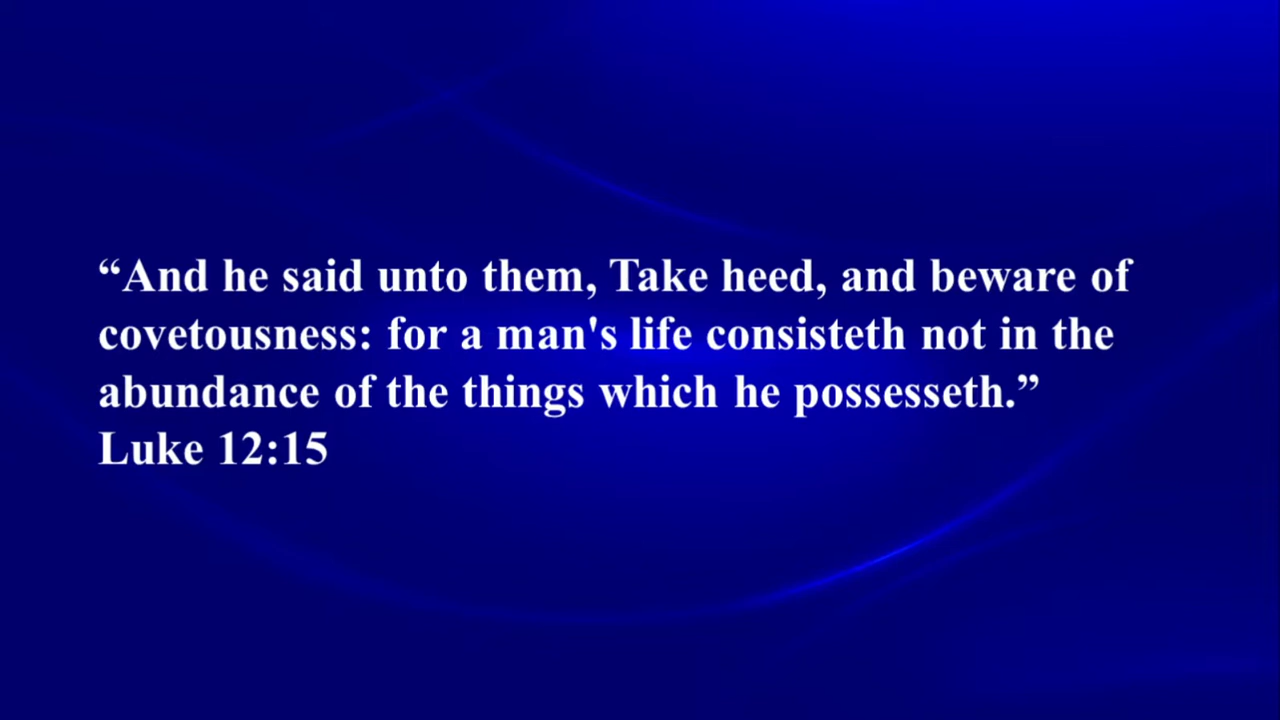 “And he said unto them, Take heed, and beware of
covetousness: for a man's life consisteth not in the
abundance of the things which he possesseth.”
Luke 12:15